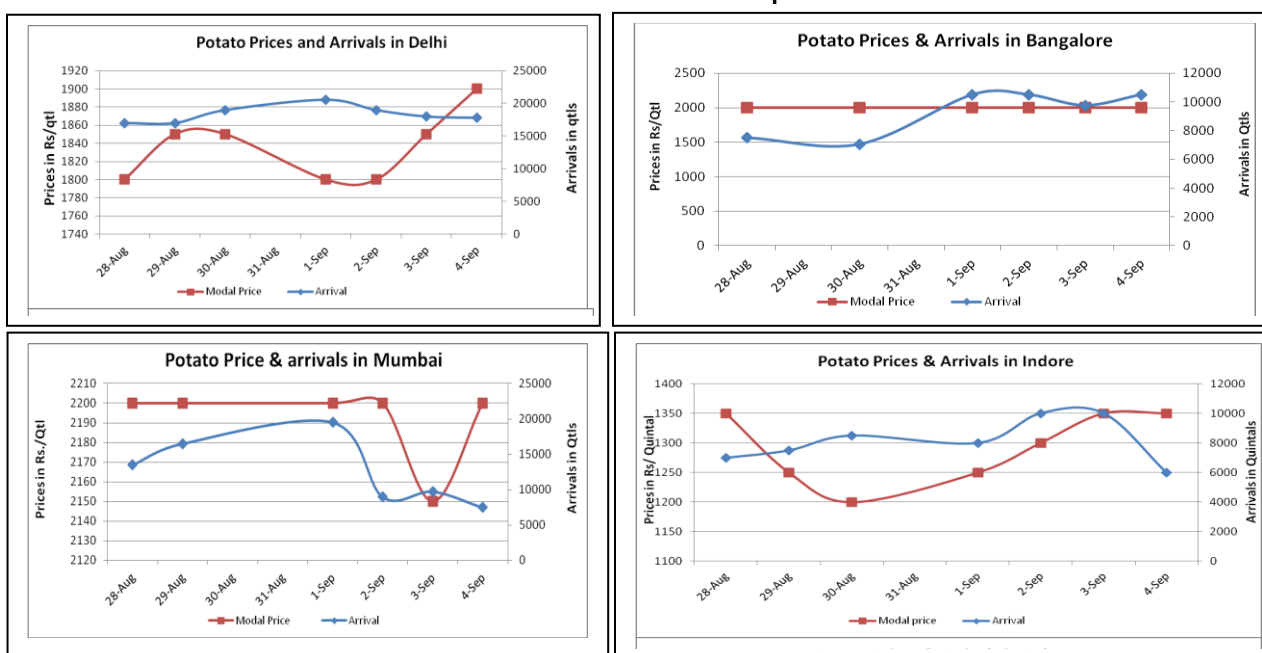 Potato Prices and Arrivals in Delhi
Prices in Rs/qtl
1920
1900
1880
1860
1840
1820
1800
1780
1760
1740
25000
20000
15000
10000
5000
0
Arrivals in qtls
28-Aug
29-Aug
30-Aug
31-Aug
1-Sep
2-Sep
3-Sep
4-Sep
Modal Price
Arrival
Potato Prices & Arrivals in Bangalore
Prices in Rs/Qtl
2500
2000
1500
1000
500
0
12000
10000
8000
6000
4000
2000
0
Arrivals in Qtls
28-Aug
29-Aug
30-Aug
31-Aug
1-Sep
2-Sep
3-Sep
4-Sep
Modal Price
Arrival
Potato Price & arrivals in Mumbai
Prices in Rs./Qtl
2210
2200
2190
2180
2170
2160
2150
2140
2130
2120
25000
20000
15000
10000
5000
0
Arrivals in Qtls
28-Aug
29-Aug
30-Aug
31-Aug
1-Sep
2-Sep
3-Sep
4-Sep
Modal Price
Arrival
Potato Prices & Arrivals in Indore
Prices in Rs/ Quintal
1400
1350
1300
1250
1200
1150
1100
12000
10000
8000
6000
4000
2000
0
Arrivals in Quintals
28-Aug
29-Aug
30-Aug
31-Aug
1-Sep
2-Sep
3-Sep
4-Sep
Modal price
Arrival